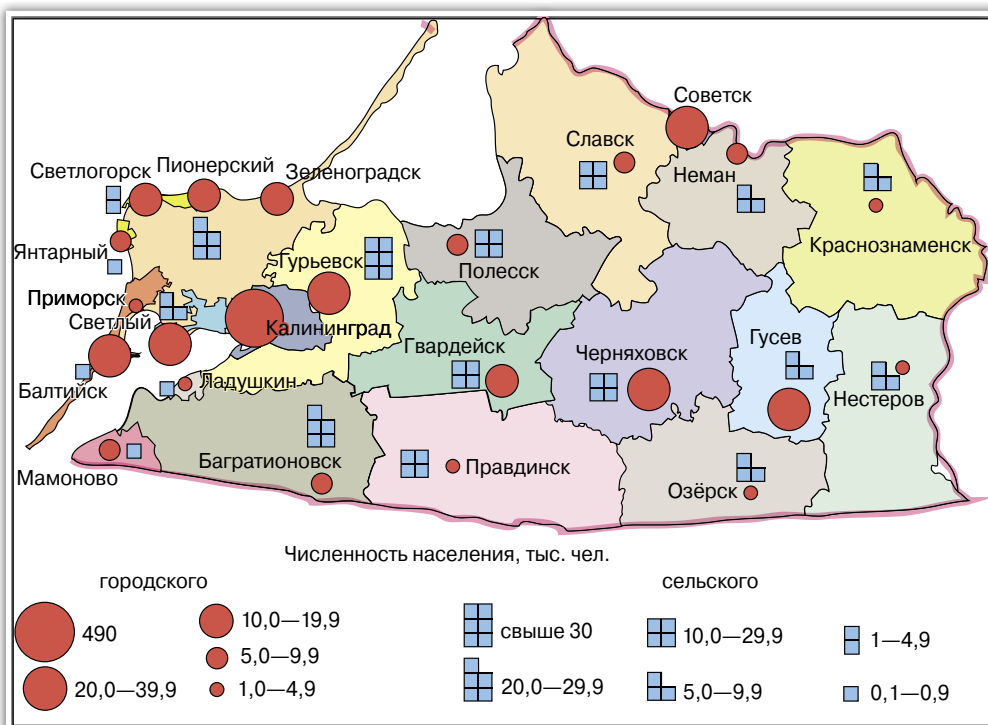 Советск
Славск
Светлогорск
Пионерский
Зеленоградск
Неман
Янтарный
Гурьевск
Полесск
Краснознаменск
Приморск
Светлый
Калининград
Гвардейск
Черняховск
Гусев
Балтийск
Ладушкин
Нестеров
Мамоново
Багратионовск
Правдинск
Озёрск
Численность населения, тыс. чел.
городского
сельского
490
10,0—19,9
5,0—9,9
20,0—39,9
1,0—4,9
свыше 30
10,0—29,9
1—4,9
20,0—29,9
5,0—9,9
0,1—0,9